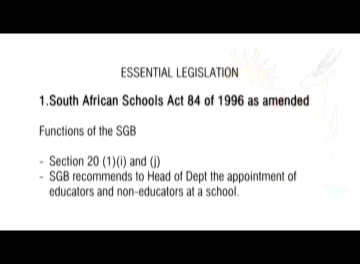 ESSENTIAL LEGISLATION
1.South African Schools Act 84 of 1996 as amended
Functions of the SGB
- Section 20 (1)(i) and (j)
- SGB recommends to Head of Dept the appointment of
educators and non-educators at a school.